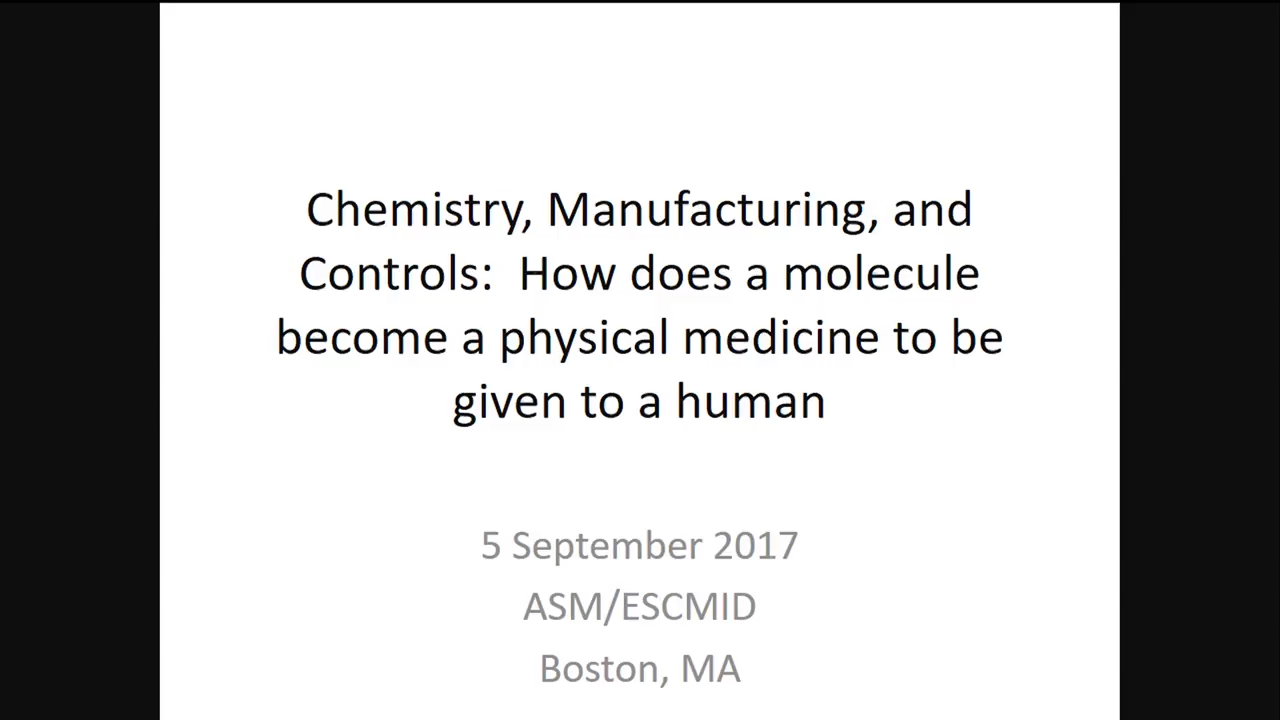 Chemistry, Manufacturing, and
Controls:  How does a molecule
become a physical medicine to be
given to a human
5 September 2017
ASM/ESCMID
Boston, MA